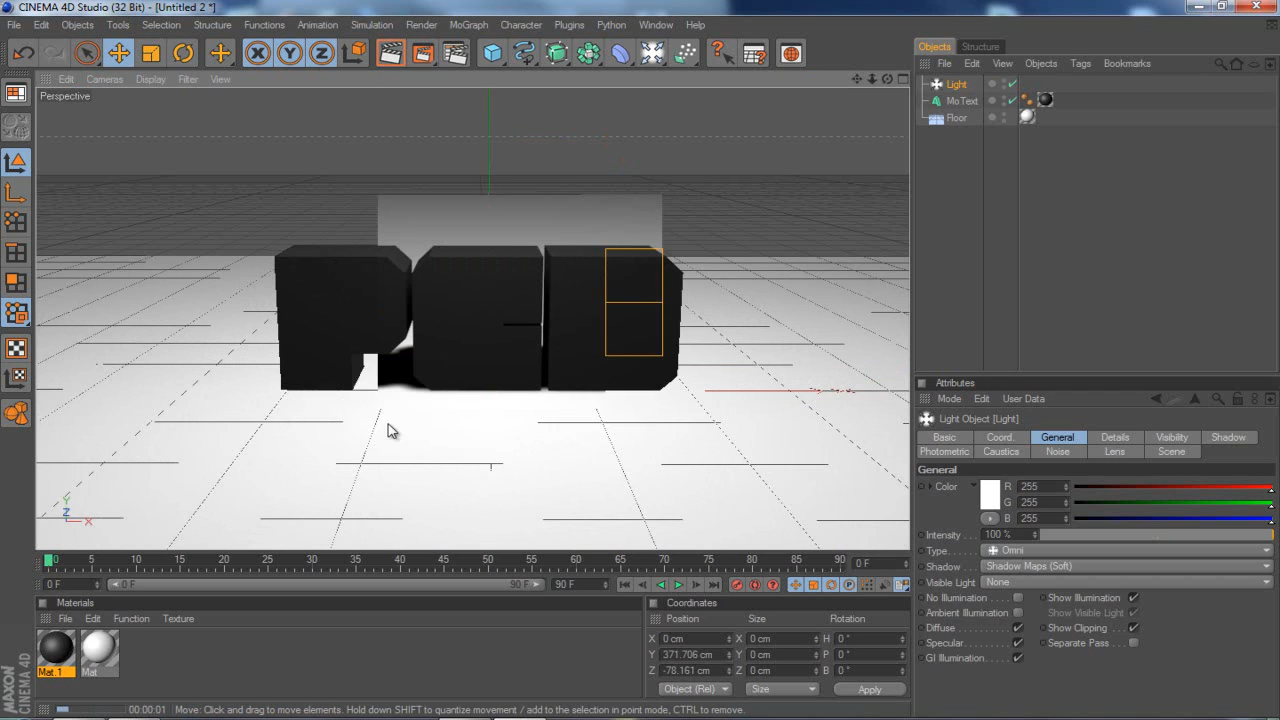 CINEMA 4D Studio (32 Bit) - [Untitled 2 *]
File Edit Objects Tools Selection Structure Functions Animation Simulation Render MoGraph Character Plugins Python Window Help
X Y Z
Edit Cameras Display Filter View
Perspective
Y
Z X
0 5 10 15 20 25 30 35 40 45 50 55 60 65 70 75 80 85 90 0 F
0 F 0 F 90 F 90 F
Materials
File Edit Function Texture
Mat.1 Mat
Coordinates
Position Size Rotation
X 0 cm X 0 cm H 0 °
Y 371.706 cm Y 0 cm P 0 °
Z -78.161 cm Z 0 cm B 0 °
Object (Rel) Size Apply
MAXON
CINEMA 4D
00:00:01 Move: Click and drag to move elements. Hold down SHIFT to quantize movement / add to the selection in point mode, CTRL to remove.
Objects Structure
File Edit View Objects Tags Bookmarks
Light
MoText
Floor
Attributes
Mode Edit User Data
Light Object [Light]
Basic Coord. General Details Visibility Shadow
Photometric Caustics Noise Lens Scene
General
Color R 255
G 255
B 255
Intensity 100 %
Type Omni
Shadow Shadow Maps (Soft)
Visible Light None
No Illumination Show Illumination
Ambient Illumination Show Visible Light
Diffuse Show Clipping
Specular Separate Pass
GI Illumination